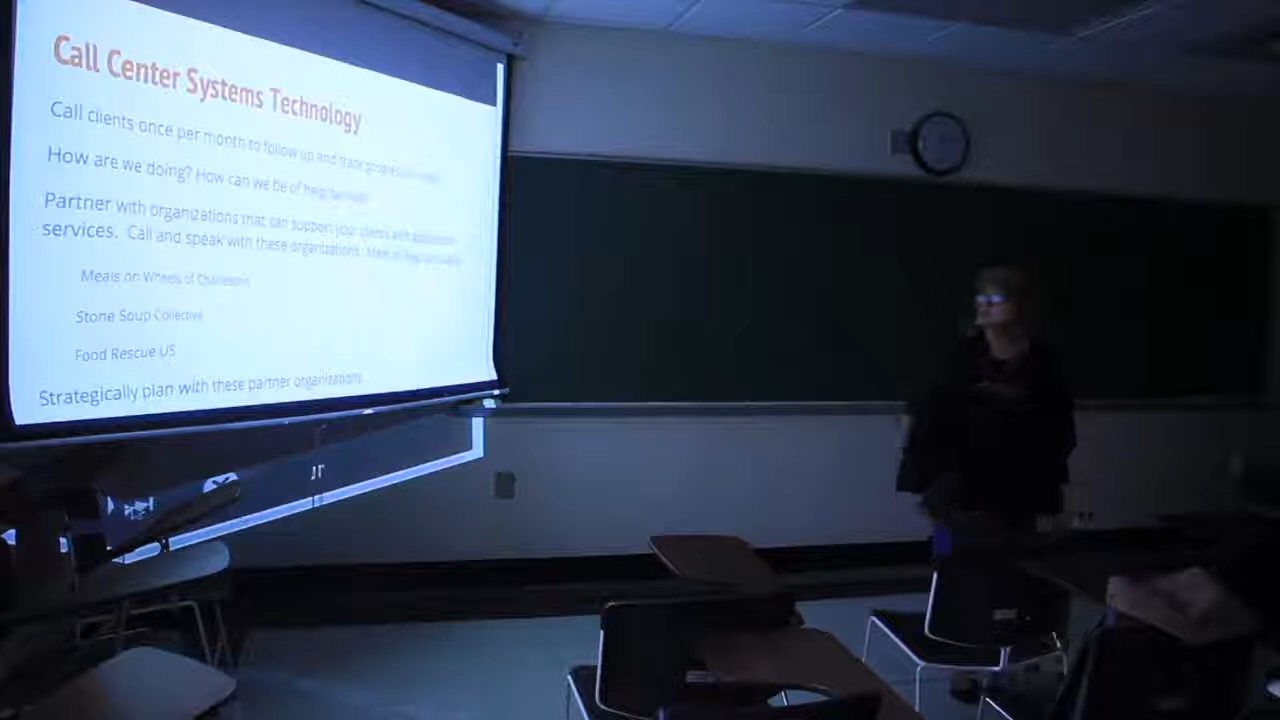 Call Center Systems Technology
Call clients once per month to follow up and track progress
How are we doing? How can we be of help
Partner with organizations that can support your clients with additional
services. Call and speak with these organizations. Meet
Meals on Wheels of Charleston
Stone Soup Collective
Food Rescue US
Strategically plan with these partner organizations